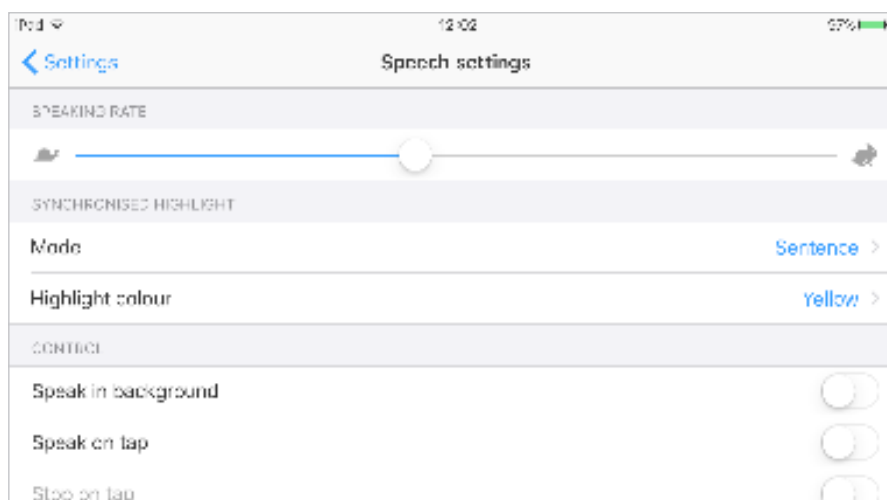 iPad 12:02 97%
Settings Speech settings
SPEAKING RATE
SYNCHRONISED HIGHLIGHT
Mode Sentence
Highlight colour Yellow
CONTROL
Speak in background
Speak on tap
Stop on tap